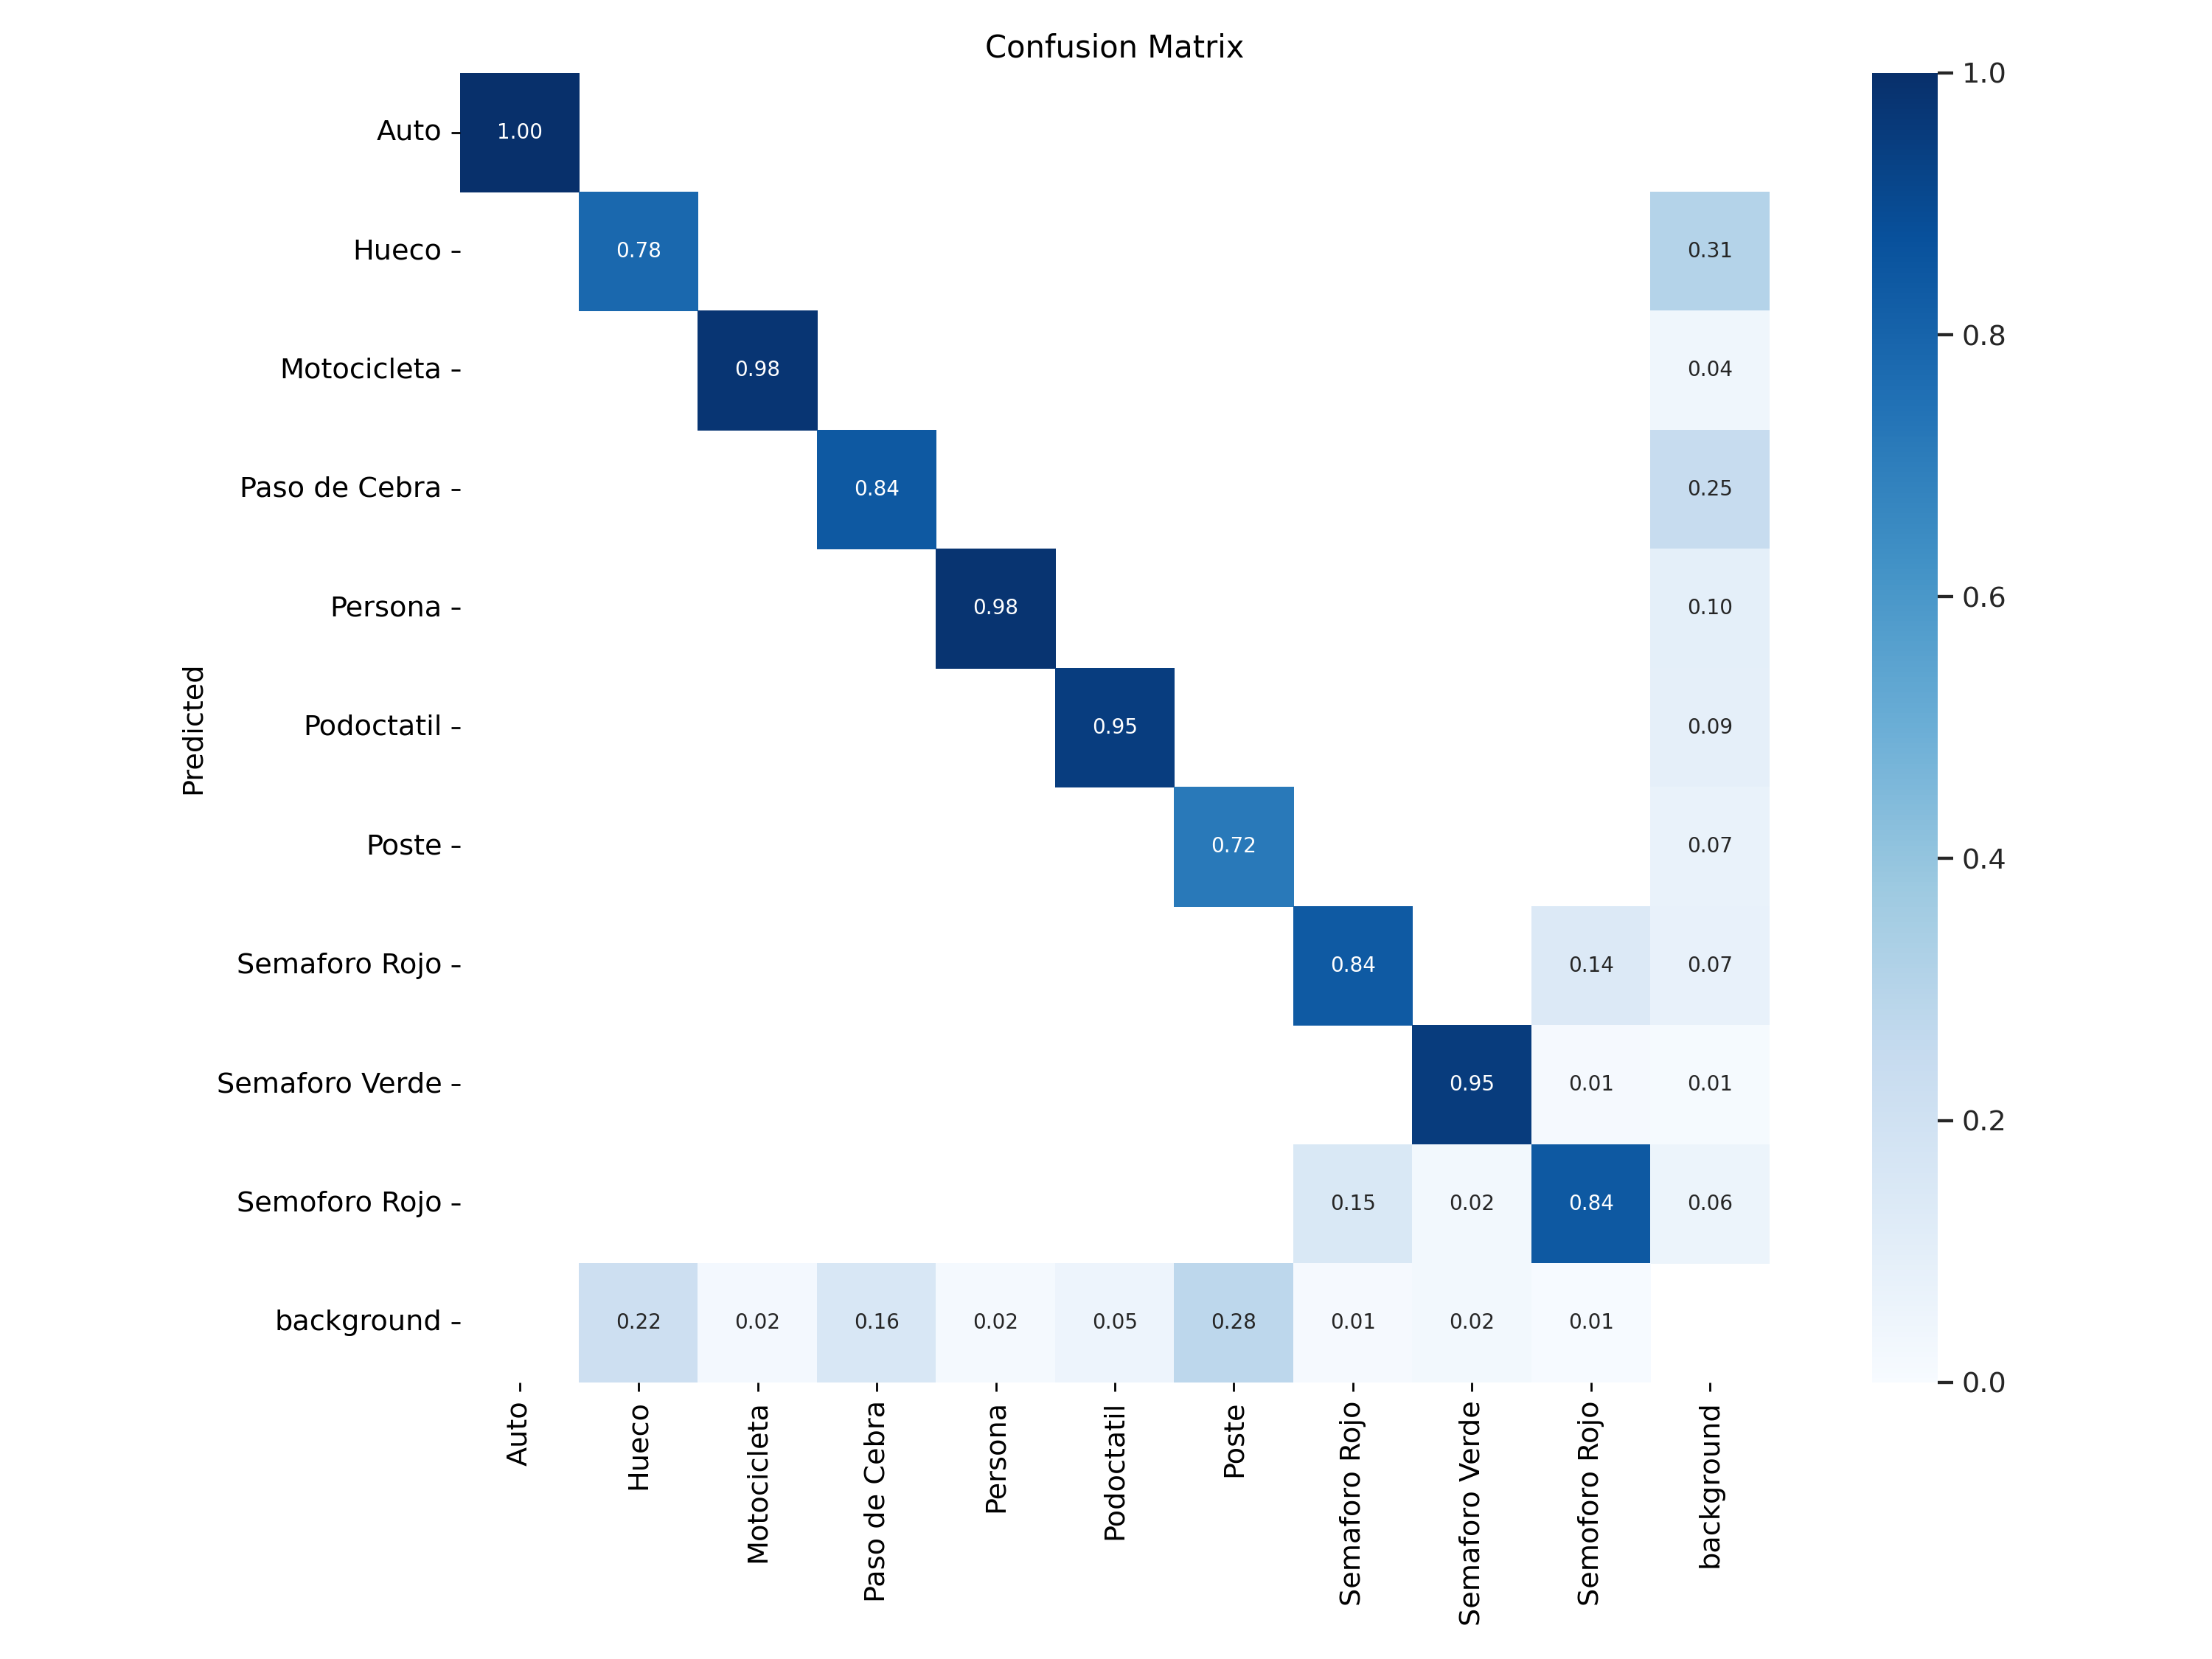 Confusion Matrix
Predicted
Auto
1.00
Hueco
0.78
0.31
Motocicleta
0.98
0.04
Paso de Cebra
0.84
0.25
Persona
0.98
0.10
Podoctatil
0.95
0.09
Poste
0.72
0.07
Semaforo Rojo
0.84
0.14
0.07
Semaforo Verde
0.95
0.01
0.01
Semoforo Rojo
0.15
0.02
0.84
0.06
background
0.22
0.02
0.16
0.02
0.05
0.28
0.01
0.02
0.01
Auto
Hueco
Motocicleta
Paso de Cebra
Persona
Podoctatil
Poste
Semaforo Rojo
Semaforo Verde
Semoforo Rojo
background
1.0
0.8
0.6
0.4
0.2
0.0